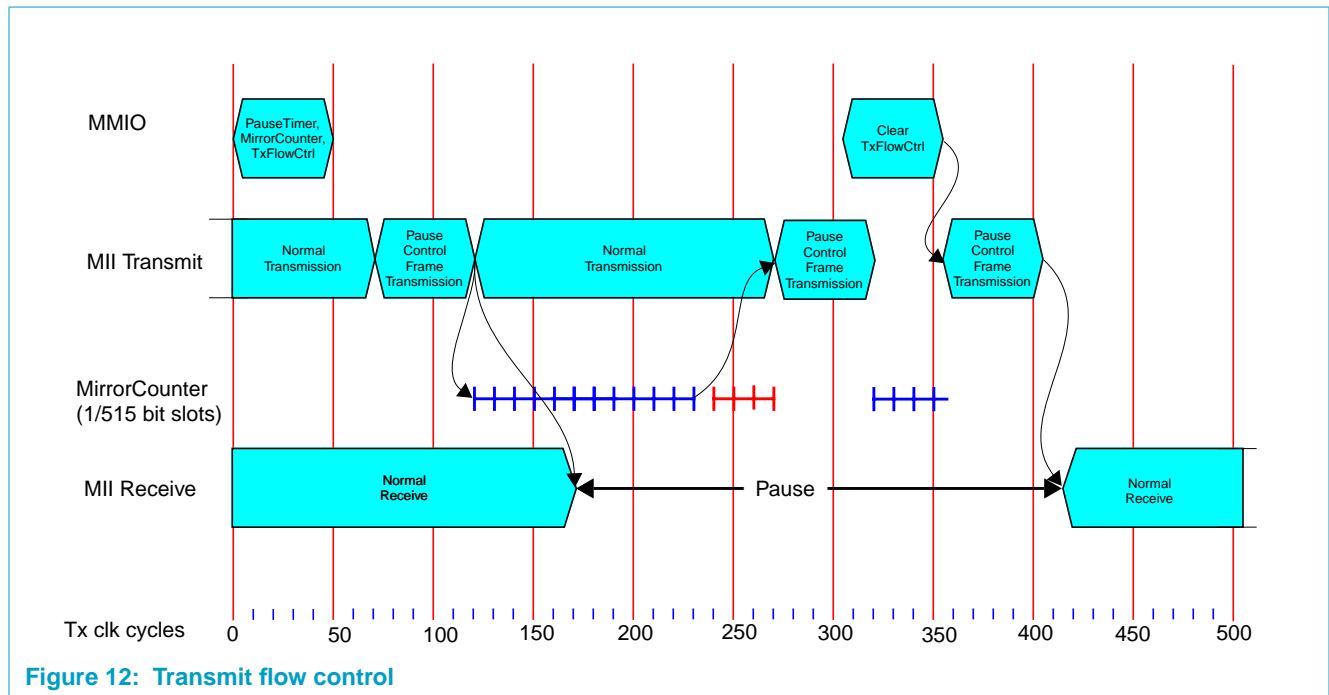 MMIO
PauseTimer,
MirrorCounter,
TxFlowCtrl
Clear
TxFlowCtrl
MII Transmit
Normal
Transmission
Pause
Control
Frame
Transmission
Normal
Transmission
Pause
Control
Frame
Transmission
Pause
Control
Frame
Transmission
MirrorCounter
(1/515 bit slots)
MII Receive
Normal
Receive
Pause
Normal
Receive
Tx clk cycles
0 50 100 150 200 250 300 350 400 450 500
Figure 12: Transmit flow control